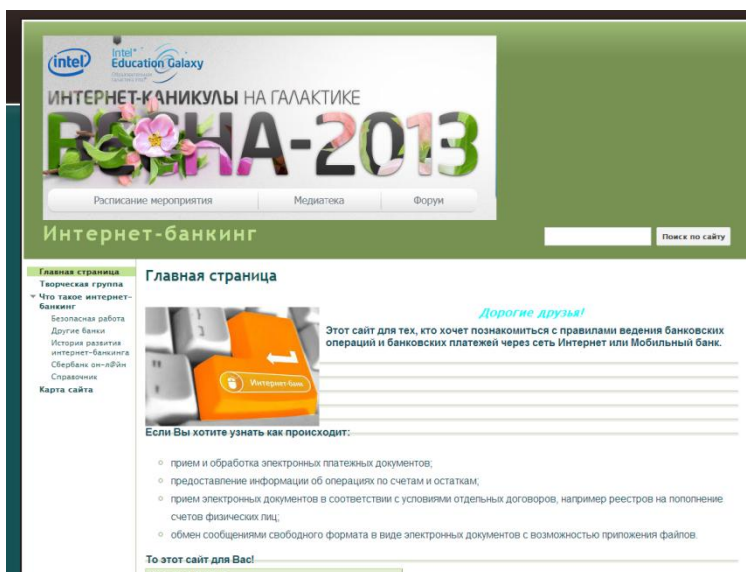 intel
Intel®
Education Galaxy
ИНТЕРНЕТ-КАНИКУЛЫ НА ГАЛАКТИКЕ
ВЕСНА-2013
Расписание мероприятия
Медиатека
Форум
Интернет-банкинг
Поиск по сайту
Главная страница
Творческая группа
Что такое интернет-
банкинг
Безопасная работа
Другие банки
История развития
интернет-банкинга
Сбербанк он-л@йн
Справочник
Карта сайта
Главная страница
Интернет-банк
Дорогие друзья!
Этот сайт для тех, кто хочет познакомиться с правилами ведения банковских
операций и банковских платежей через сеть Интернет или Мобильный банк.
Если Вы хотите узнать как происходит:
прием и обработка электронных платежных документов;
предоставление информации об операциях по счетам и остаткам;
прием электронных документов в соответствии с условиями отдельных договоров, например реестров на пополнение
счетов физических лиц;
обмен сообщениями свободного формата в виде электронных документов с возможностью приложения файлов.
То этот сайт для Вас!